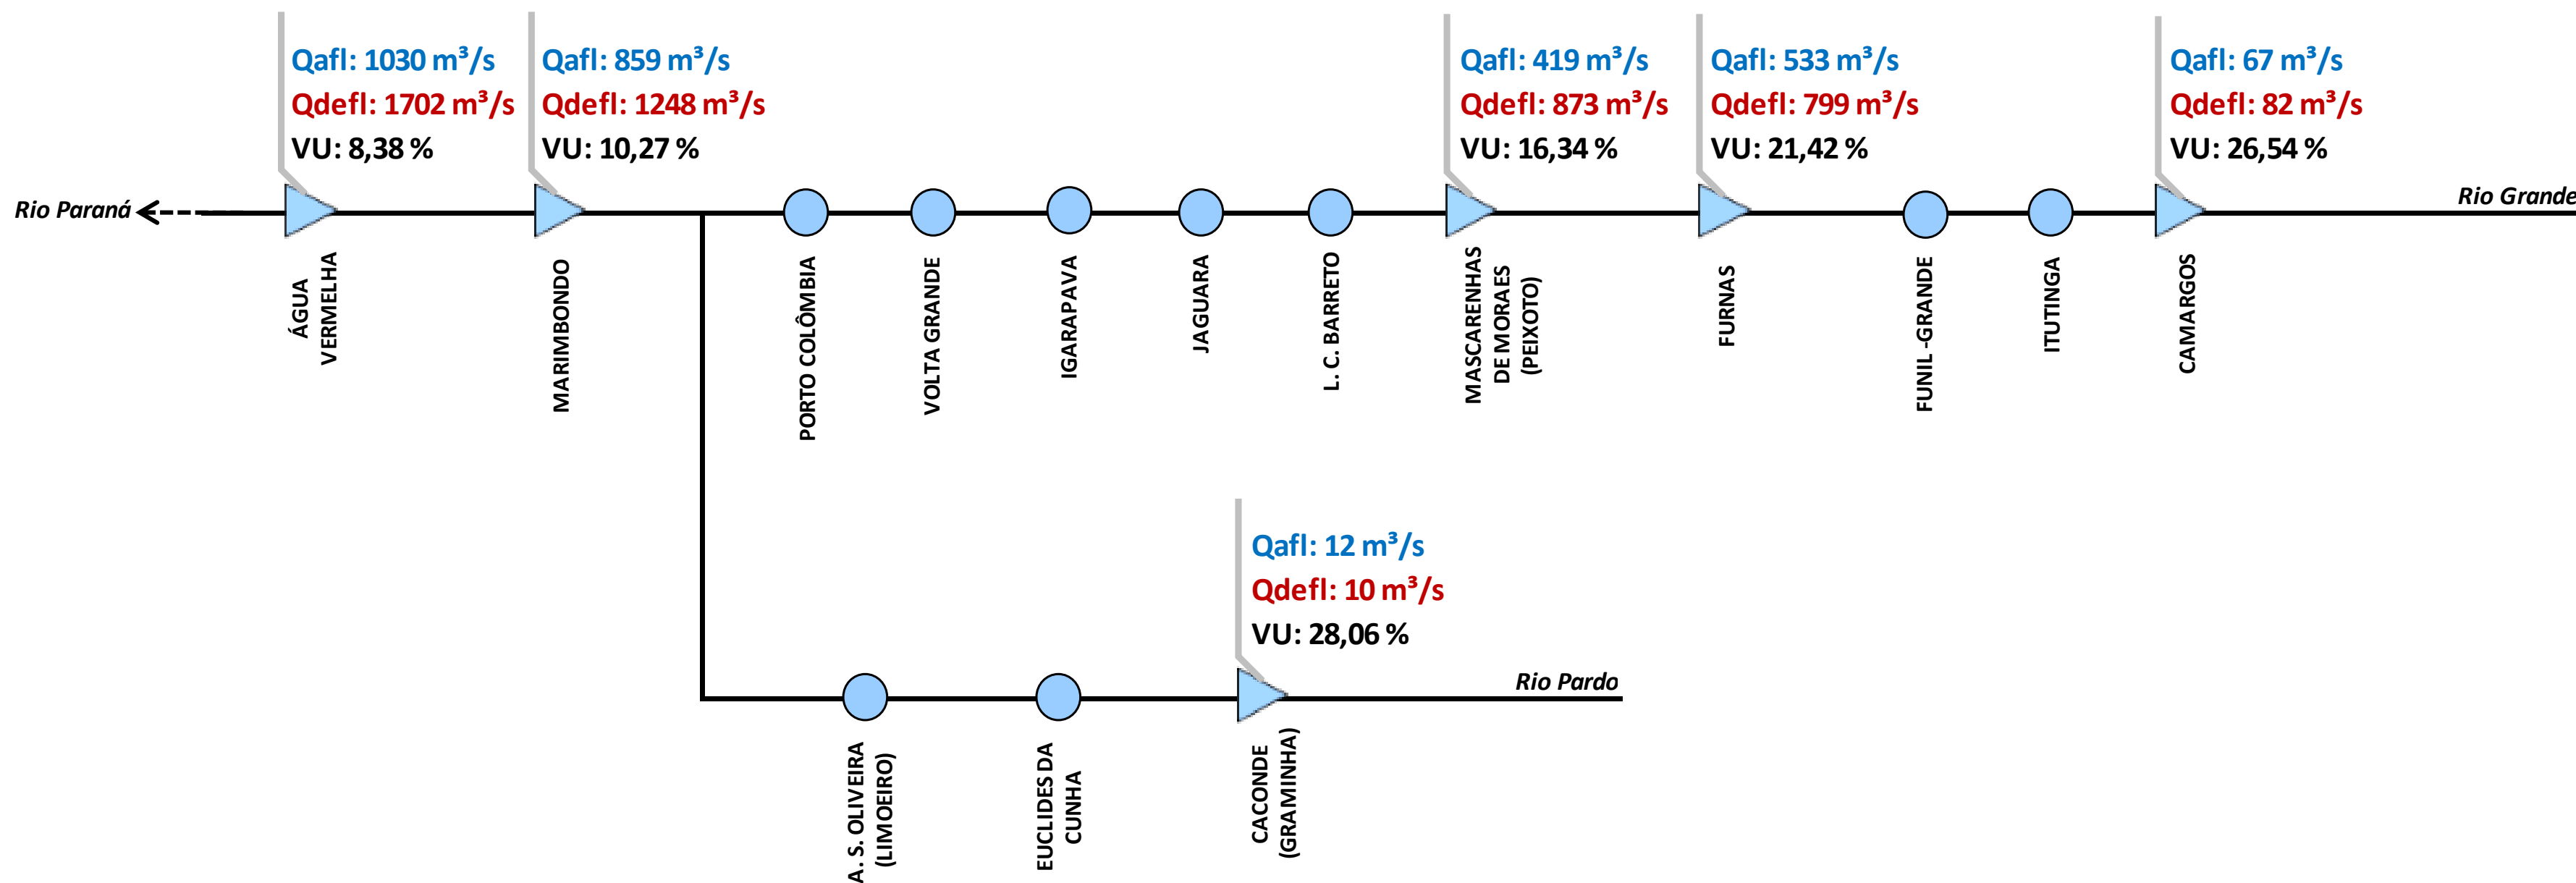 Qafl: 1030 m³/s
Qdefl: 1702 m³/s
VU: 8,38 %
Qafl: 859 m³/s
Qdefl: 1248 m³/s
VU: 10,27 %
Qafl: 419 m³/s
Qdefl: 873 m³/s
VU: 16,34 %
Qafl: 533 m³/s
Qdefl: 799 m³/s
VU: 21,42 %
Qafl: 67 m³/s
Qdefl: 82 m³/s
VU: 26,54 %
Rio Paraná
Rio Grande
ÁGUA
VERMELHA
MARIMBONDO
PORTO COLÔMBIA
VOLTA GRANDE
IGARAPAVA
JAGUARA
L. C. BARRETO
MASCARENHAS
DE MORAES
(PEIXOTO)
FURNAS
FUNIL -GRANDE
ITUTINGA
CAMARGOS
Qafl: 12 m³/s
Qdefl: 10 m³/s
VU: 28,06 %
Rio Pardo
A. S. OLIVEIRA
(LIMOEIRO)
EUCLIDES DA
CUNHA
CACONDE
(GRAMINHA)